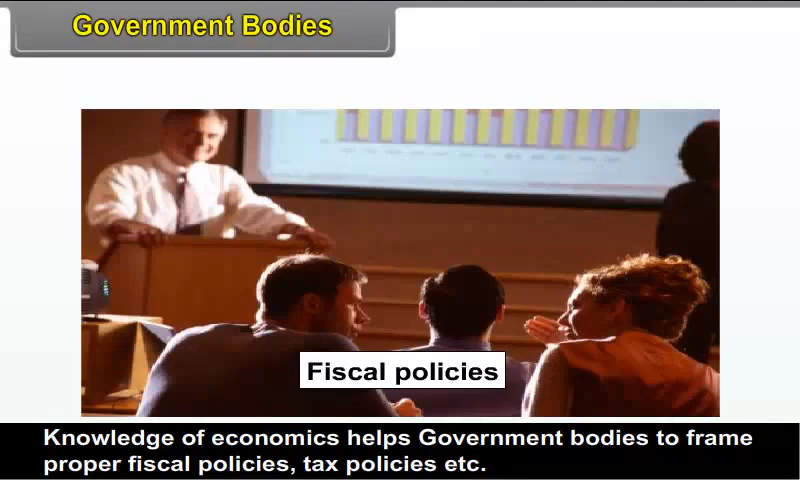 Government Bodies
Fiscal policies
Knowledge of economics helps Government bodies to frame
proper fiscal policies, tax policies etc.